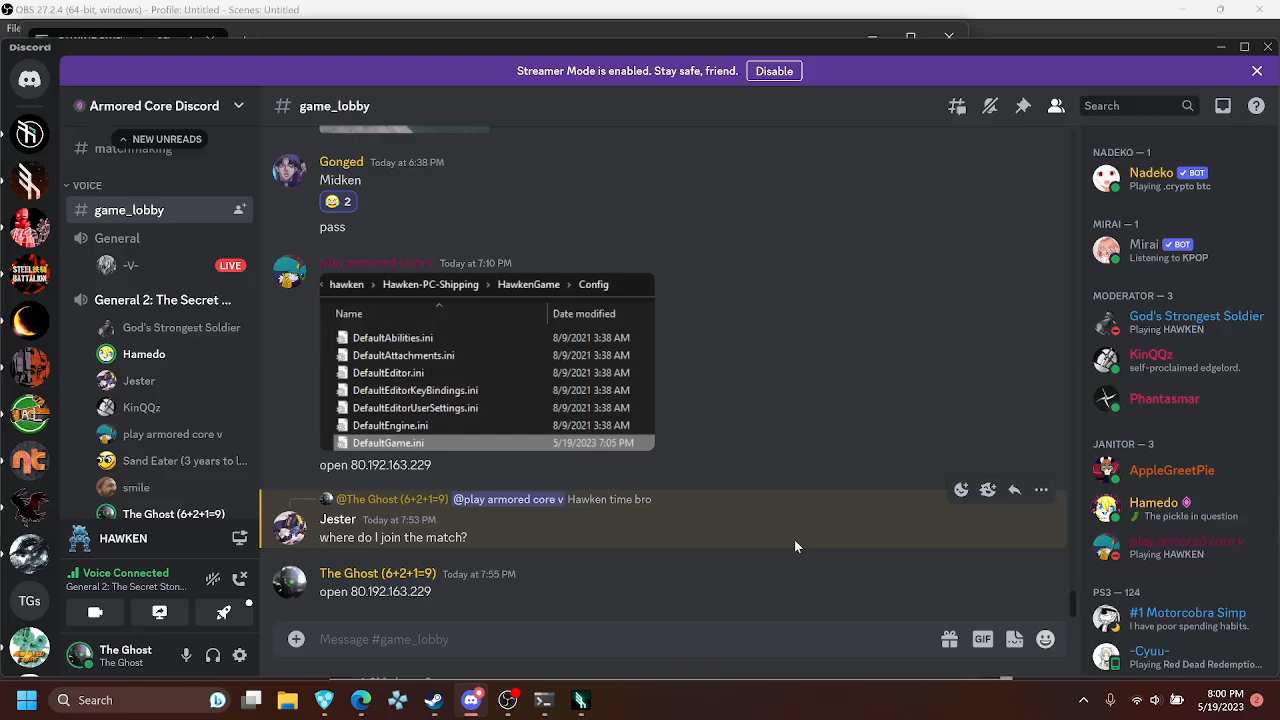 OBS 27.2.4 (64-bit, windows) - Profile: Untitled - Scenes: Untitled
File
Discord
Streamer Mode is enabled. Stay safe, friend.
Disable
Armored Core Discord
game_lobby
Search
NEW UNREADS
matchmaking
VOICE
game_lobby
General
-V-
LIVE
General 2: The Secret ...
God's Strongest Soldier
Hamedo
Jester
KinQQz
play armored core v
Sand Eater (3 years to l...
smile
The Ghost (6+2+1=9)
HAWKEN
Voice Connected
General 2: The Secret Ston...
The Ghost
The Ghost
TGs
Gonged Today at 6:38 PM
Midken
2
pass
play armored core v Today at 7:10 PM
hawken > Hawken-PC-Shipping > HawkenGame > Config
Name Date modified
DefaultAbilities.ini 8/9/2021 3:38 AM
DefaultAttachments.ini 8/9/2021 3:38 AM
DefaultEditor.ini 8/9/2021 3:38 AM
DefaultEditorKeyBindings.ini 8/9/2021 3:38 AM
DefaultEditorUserSettings.ini 8/9/2021 3:38 AM
DefaultEngine.ini 8/9/2021 3:38 AM
DefaultGame.ini 5/19/2023 7:05 PM
open 80.192.163.229
@The Ghost (6+2+1=9) @play armored core v Hawken time bro
Jester Today at 7:53 PM
where do I join the match?
The Ghost (6+2+1=9) Today at 7:55 PM
open 80.192.163.229
Message #game_lobby
GIF
NADEKO — 1
Nadeko BOT
Playing .crypto btc
MIRAI — 1
Mirai BOT
Listening to KPOP
MODERATOR — 3
God's Strongest Soldier
Playing HAWKEN
KinQQz
self-proclaimed edgelord.
Phantasmar
JANITOR — 3
AppleGreetPie
Hamedo
The pickle in question
play armored core v
Playing HAWKEN
PS3 — 124
#1 Motorcobra Simp
I have poor spending habits.
-Cyuu-
Playing Red Dead Redemptio...
Search
8:00 PM
5/19/2023
2